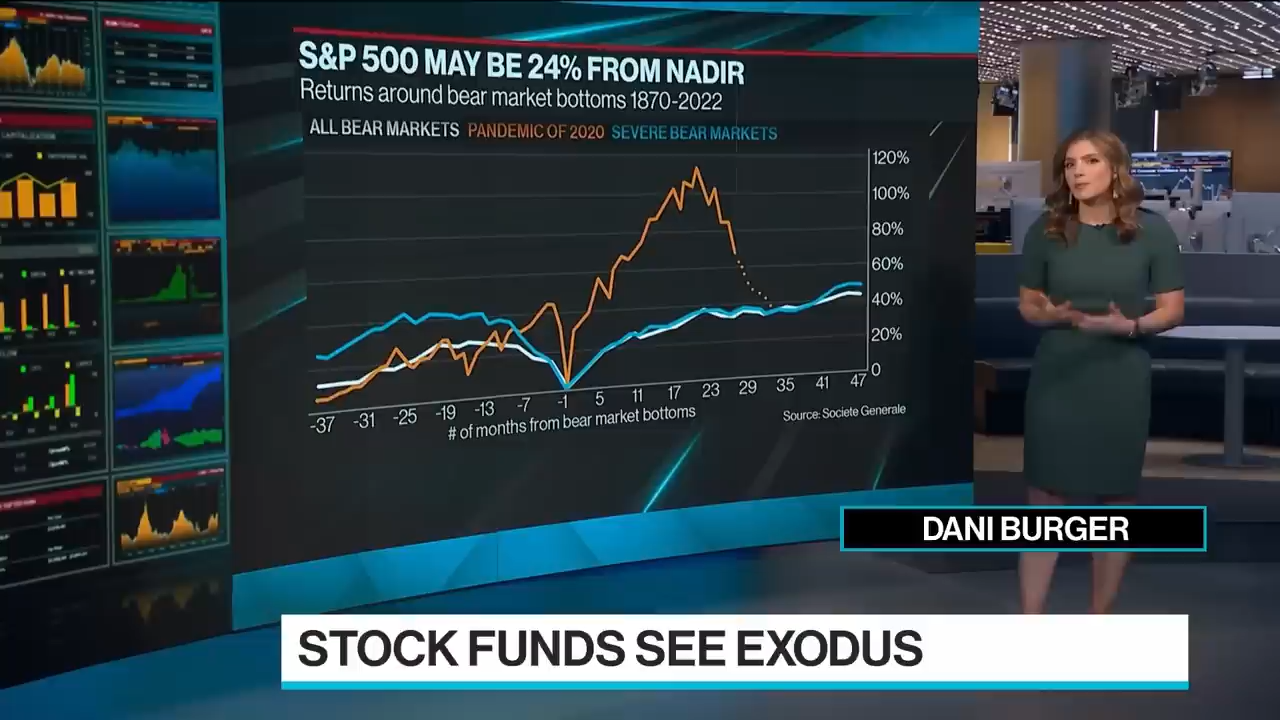 S&P 500 MAY BE 24% FROM NADIR
Returns around bear market bottoms 1870-2022
ALL BEAR MARKETS PANDEMIC OF 2020 SEVERE BEAR MARKETS
120%
100%
80%
60%
40%
20%
0
-37 -31 -25 -19 -13 -7 -1 5 11 17 23 29 35 41 47
# of months from bear market bottoms
Source: Societe Generale
DANI BURGER
STOCK FUNDS SEE EXODUS